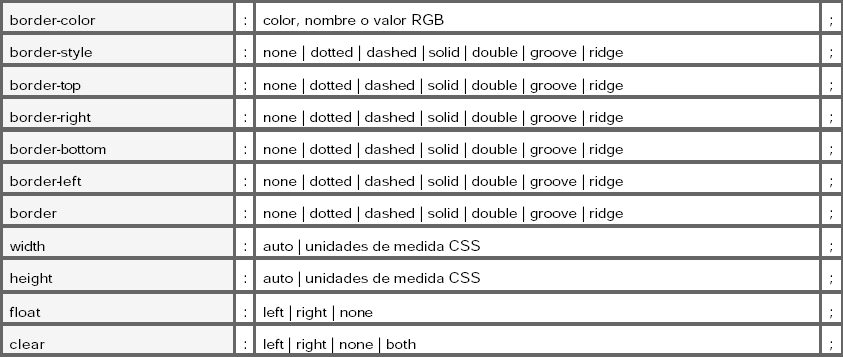 border-color : color, nombre o valor RGB ;
border-style : none | dotted | dashed | solid | double | groove | ridge ;
border-top : none | dotted | dashed | solid | double | groove | ridge ;
border-right : none | dotted | dashed | solid | double | groove | ridge ;
border-bottom : none | dotted | dashed | solid | double | groove | ridge ;
border-left : none | dotted | dashed | solid | double | groove | ridge ;
border : none | dotted | dashed | solid | double | groove | ridge ;
width : auto | unidades de medida CSS ;
height : auto | unidades de medida CSS ;
float : left | right | none ;
clear : left | right | none | both ;